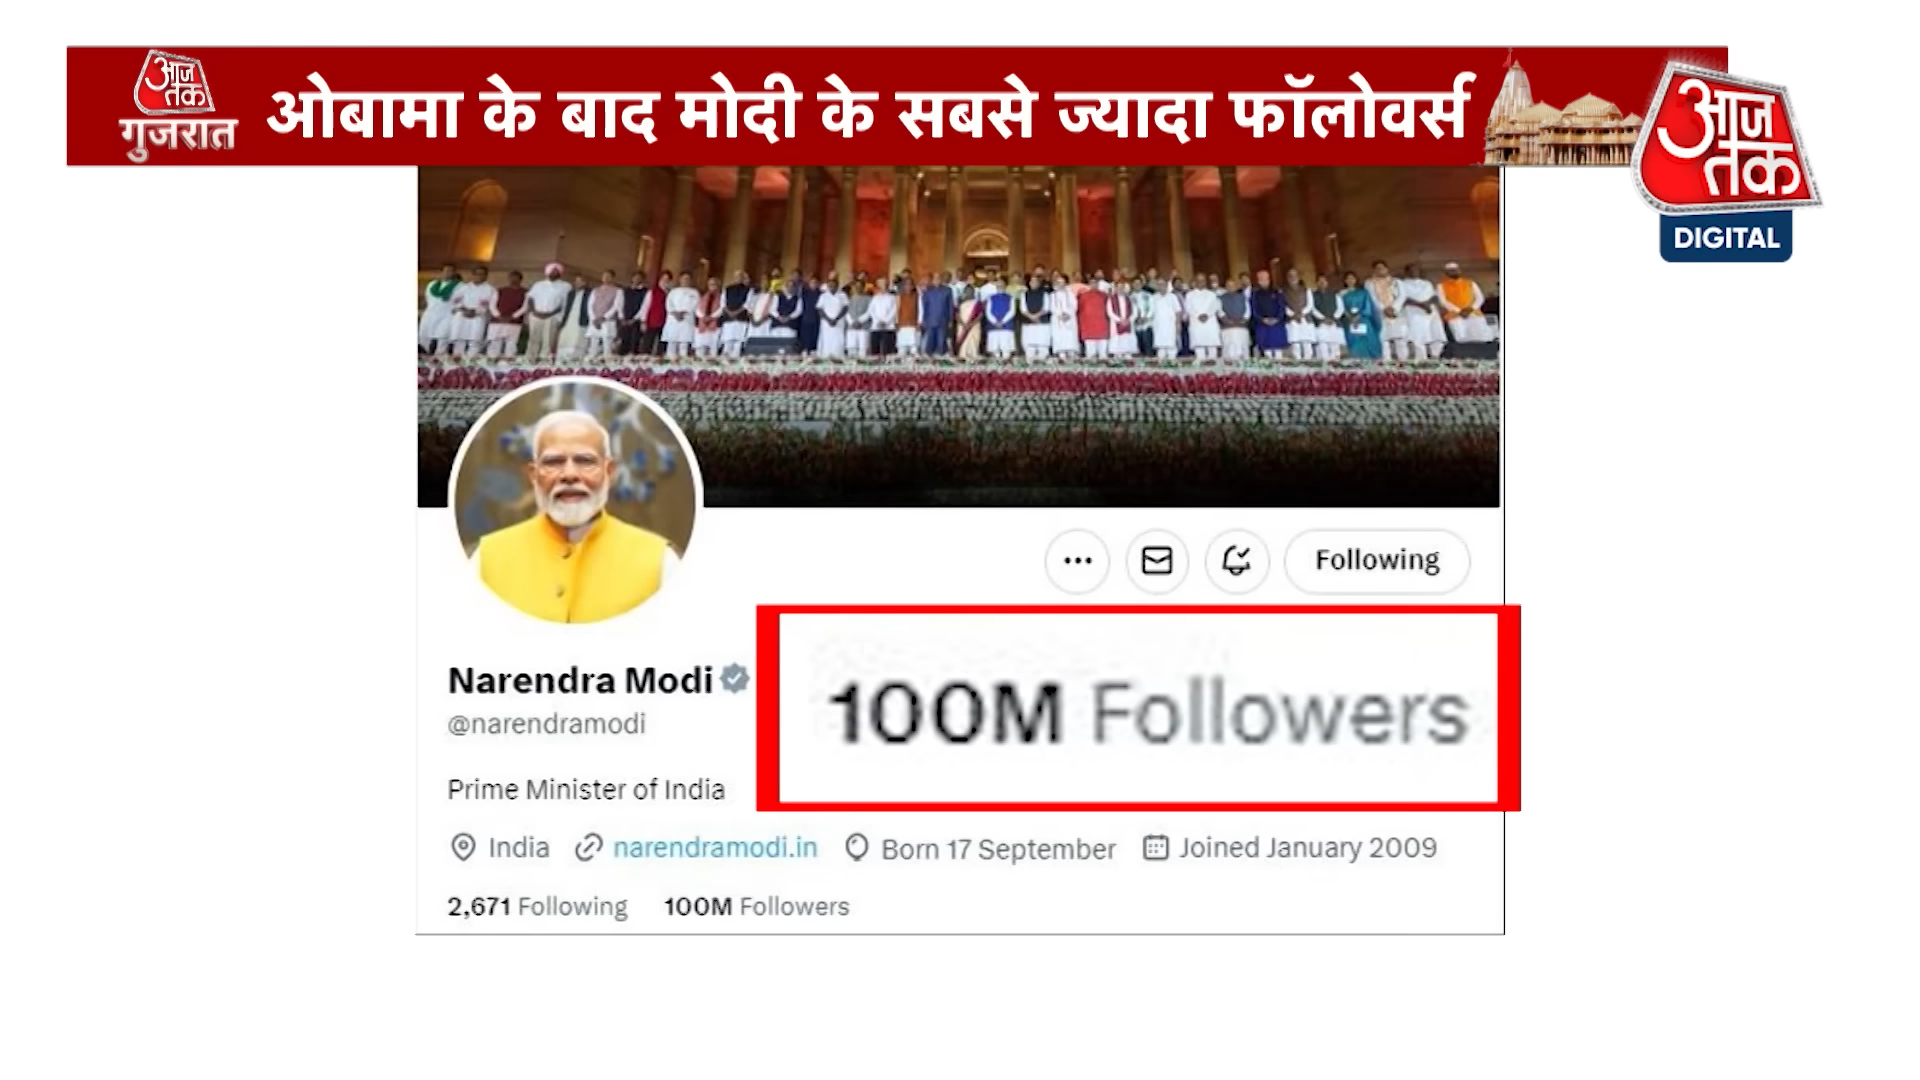 आज
तक
गुजरात
ओबामा के बाद मोदी के सबसे ज्यादा फॉलोवर्स
आज
तक
DIGITAL
Following
Narendra Modi
@narendramodi
100M Followers
Prime Minister of India
India narendramodi.in Born 17 September Joined January 2009
2,671 Following 100M Followers